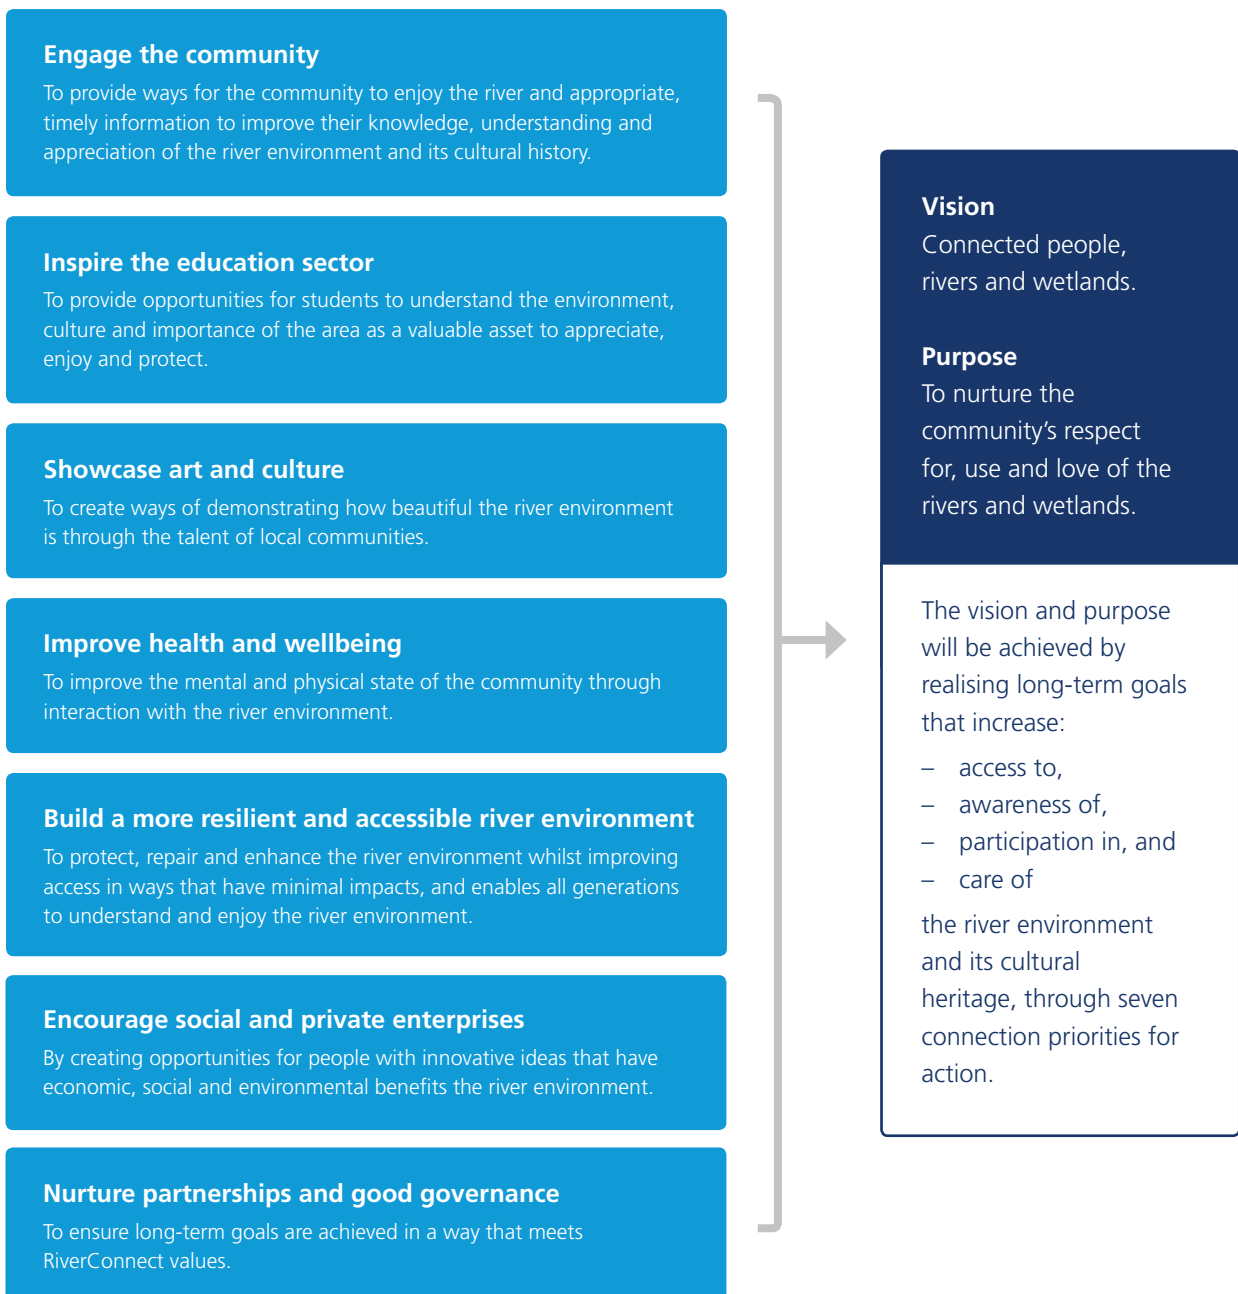 Engage the community
To provide ways for the community to enjoy the river and appropriate,
timely information to improve their knowledge, understanding and
appreciation of the river environment and its cultural history.
Inspire the education sector
To provide opportunities for students to understand the environment,
culture and importance of the area as a valuable asset to appreciate,
enjoy and protect.
Showcase art and culture
To create ways of demonstrating how beautiful the river environment
is through the talent of local communities.
Improve health and wellbeing
To improve the mental and physical state of the community through
interaction with the river environment.
Build a more resilient and accessible river environment
To protect, repair and enhance the river environment whilst improving
access in ways that have minimal impacts, and enables all generations
to understand and enjoy the river environment.
Encourage social and private enterprises
By creating opportunities for people with innovative ideas that have
economic, social and environmental benefits the river environment.
Nurture partnerships and good governance
To ensure long-term goals are achieved in a way that meets
RiverConnect values.
Vision
Connected people,
rivers and wetlands.
Purpose
To nurture the
community’s respect
for, use and love of the
rivers and wetlands.
The vision and purpose
will be achieved by
realising long-term goals
that increase:
– access to,
– awareness of,
– participation in, and
– care of
the river environment
and its cultural
heritage, through seven
connection priorities for
action.